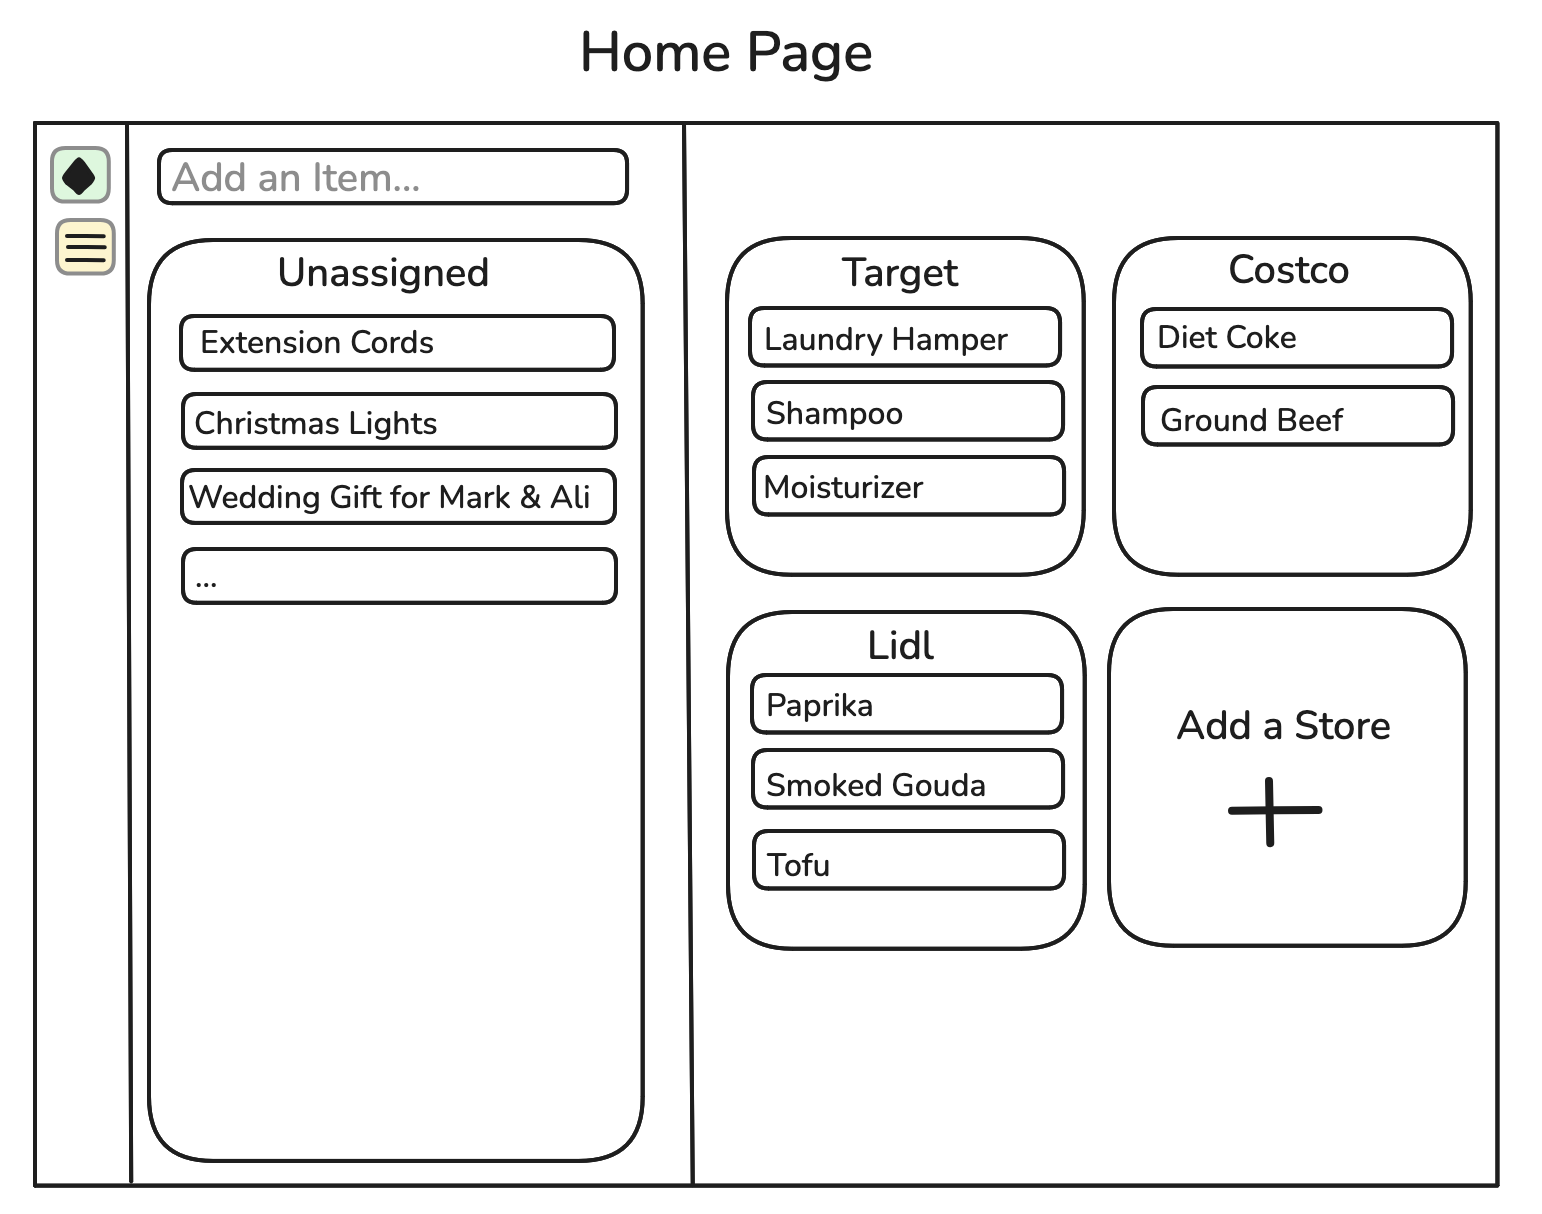 Home Page
Add an Item...
Unassigned
Extension Cords
Christmas Lights
Wedding Gift for Mark & Ali
...
Target
Laundry Hamper
Shampoo
Moisturizer
Costco
Diet Coke
Ground Beef
Lidl
Paprika
Smoked Gouda
Tofu
Add a Store